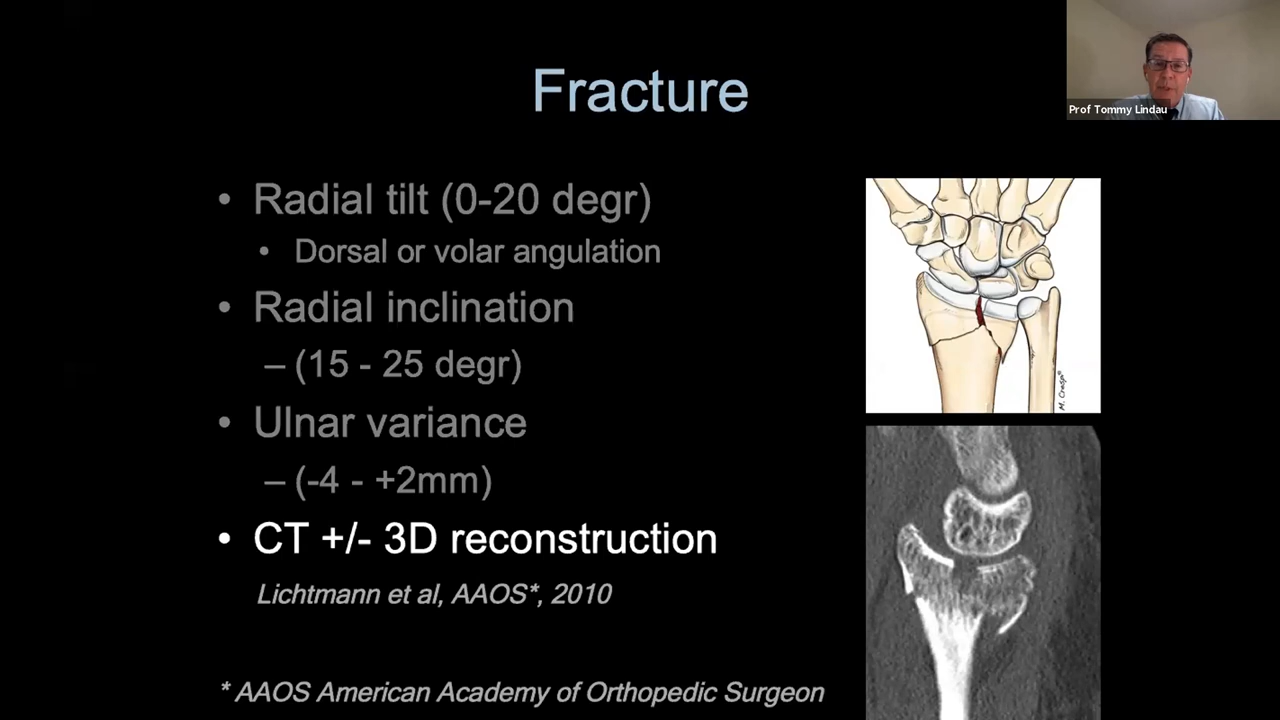 Prof Tommy Lindau
Fracture
• Radial tilt (0-20 degr)
• Dorsal or volar angulation
• Radial inclination
– (15 - 25 degr)
• Ulnar variance
– (-4 - +2mm)
• CT +/- 3D reconstruction
Lichtmann et al, AAOS*, 2010
* AAOS American Academy of Orthopedic Surgeon
M. Cresp©